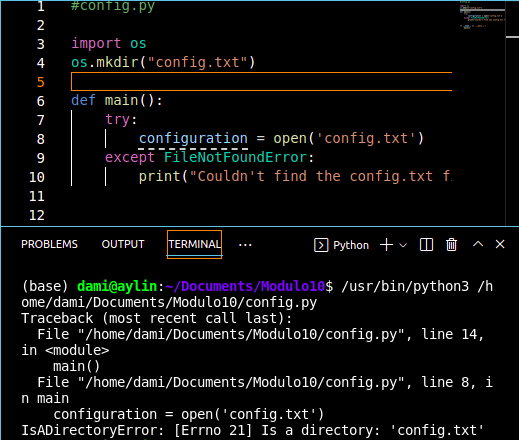 1 #config.py
2
3 import os
4 os.mkdir("config.txt")
5
6 def main():
7 try:
8 configuration = open('config.txt')
9 except FileNotFoundError:
10 print("Couldn't find the config.txt f
11
12
PROBLEMS OUTPUT TERMINAL ... Python
(base) dami@aylin:~/Documents/Modulo10$ /usr/bin/python3 /h
ome/dami/Documents/Modulo10/config.py
Traceback (most recent call last):
File "/home/dami/Documents/Modulo10/config.py", line 14,
in <module>
main()
File "/home/dami/Documents/Modulo10/config.py", line 8, i
n main
configuration = open('config.txt')
IsADirectoryError: [Errno 21] Is a directory: 'config.txt'